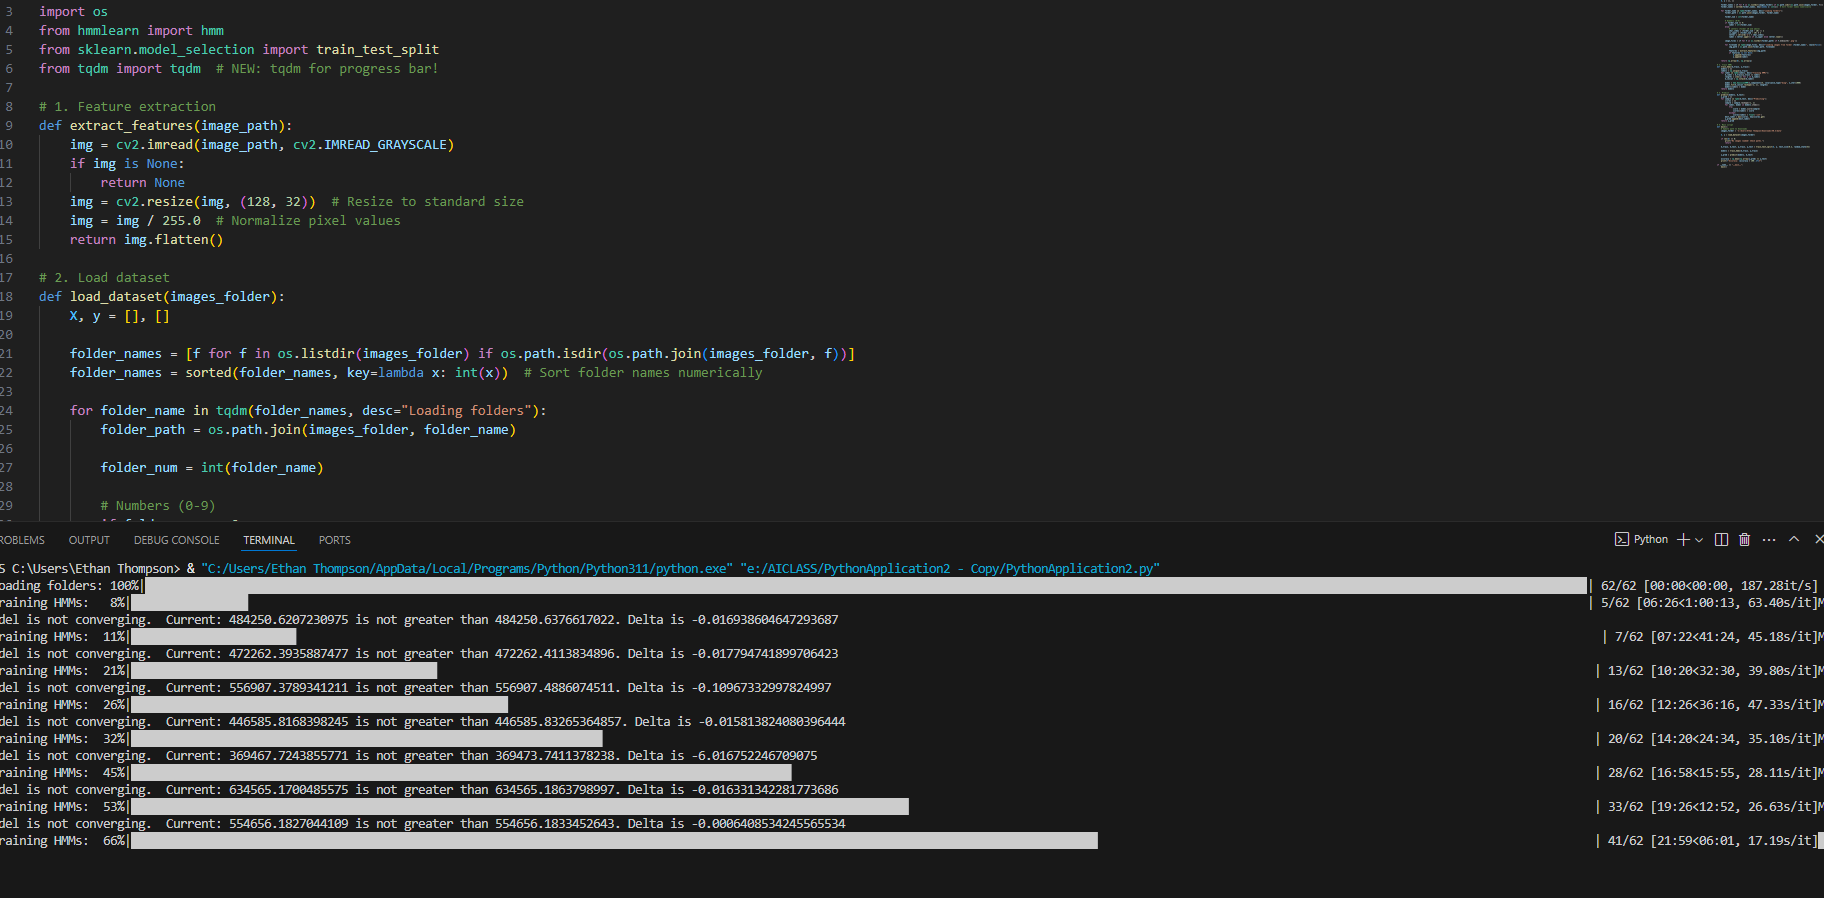 3 import os
4 from hmmlearn import hmm
5 from sklearn.model_selection import train_test_split
6 from tqdm import tqdm  # NEW: tqdm for progress bar!
7
8 # 1. Feature extraction
9 def extract_features(image_path):
10     img = cv2.imread(image_path, cv2.IMREAD_GRAYSCALE)
11     if img is None:
12         return None
13     img = cv2.resize(img, (128, 32))  # Resize to standard size
14     img = img / 255.0  # Normalize pixel values
15     return img.flatten()
16
17 # 2. Load dataset
18 def load_dataset(images_folder):
19     X, y = [], []
20
21     folder_names = [f for f in os.listdir(images_folder) if os.path.isdir(os.path.join(images_folder, f))]
22     folder_names = sorted(folder_names, key=lambda x: int(x))  # Sort folder names numerically
23
24     for folder_name in tqdm(folder_names, desc="Loading folders"):
25         folder_path = os.path.join(images_folder, folder_name)
26
27         folder_num = int(folder_name)
28
29         # Numbers (0-9)
ROBLEMS OUTPUT DEBUG CONSOLE TERMINAL PORTS Python
S C:\Users\Ethan Thompson> & "C:/Users/Ethan Thompson/AppData/Local/Programs/Python/Python311/python.exe" "e:/AICLASS/PythonApplication2 - Copy/PythonApplication2.py"
oading folders: 100%| | 62/62 [00:00<00:00, 187.28it/s]
raining HMMs:   8%| | 5/62 [06:26<1:00:13, 63.40s/it]M
del is not converging.  Current: 484250.6207230975 is not greater than 484250.6376617022. Delta is -0.016938604647293687
raining HMMs:  11%| | 7/62 [07:22<41:24, 45.18s/it]M
del is not converging.  Current: 472262.3935887477 is not greater than 472262.4113834896. Delta is -0.017794741899706423
raining HMMs:  21%| | 13/62 [10:20<32:30, 39.80s/it]M
del is not converging.  Current: 556907.3789341211 is not greater than 556907.4886074511. Delta is -0.10967332997824997
raining HMMs:  26%| | 16/62 [12:26<36:16, 47.33s/it]M
del is not converging.  Current: 446585.8168398245 is not greater than 446585.83265364857. Delta is -0.015813824080396444
raining HMMs:  32%| | 20/62 [14:20<24:34, 35.10s/it]M
del is not converging.  Current: 369467.7243855771 is not greater than 369473.7411378238. Delta is -6.016752246709075
raining HMMs:  45%| | 28/62 [16:58<15:55, 28.11s/it]M
del is not converging.  Current: 634565.1700485575 is not greater than 634565.1863798997. Delta is -0.016331342281773686
raining HMMs:  53%| | 33/62 [19:26<12:52, 26.63s/it]M
del is not converging.  Current: 554656.1827044109 is not greater than 554656.1833452643. Delta is -0.0006408534245565534
raining HMMs:  66%| | 41/62 [21:59<06:01, 17.19s/it]